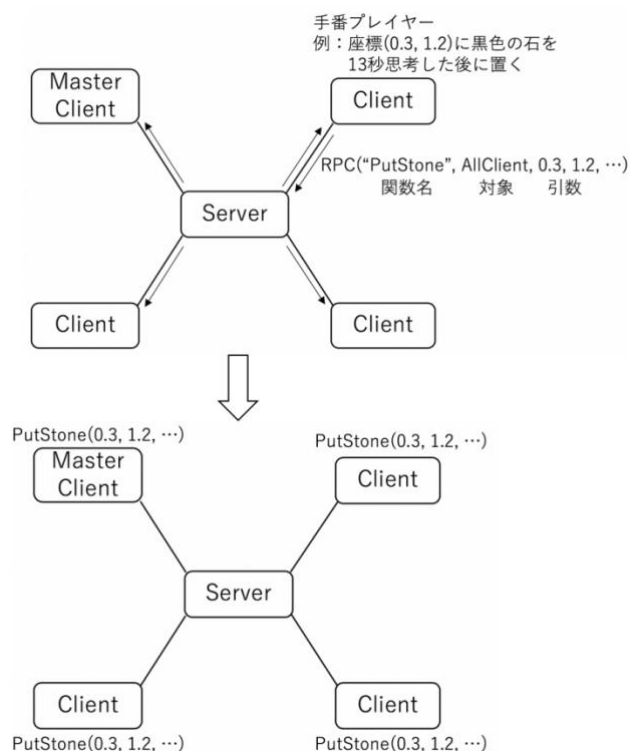 手番プレイヤー
例：座標(0.3, 1.2)に黒色の石を
13秒思考した後に置く
Master
Client
Client
RPC(“PutStone”, AllClient, 0.3, 1.2, …)
関数名 対象 引数
Server
Client
Client
PutStone(0.3, 1.2, …)
PutStone(0.3, 1.2, …)
Master
Client
Client
Server
Client
Client
PutStone(0.3, 1.2, …)
PutStone(0.3, 1.2, …)